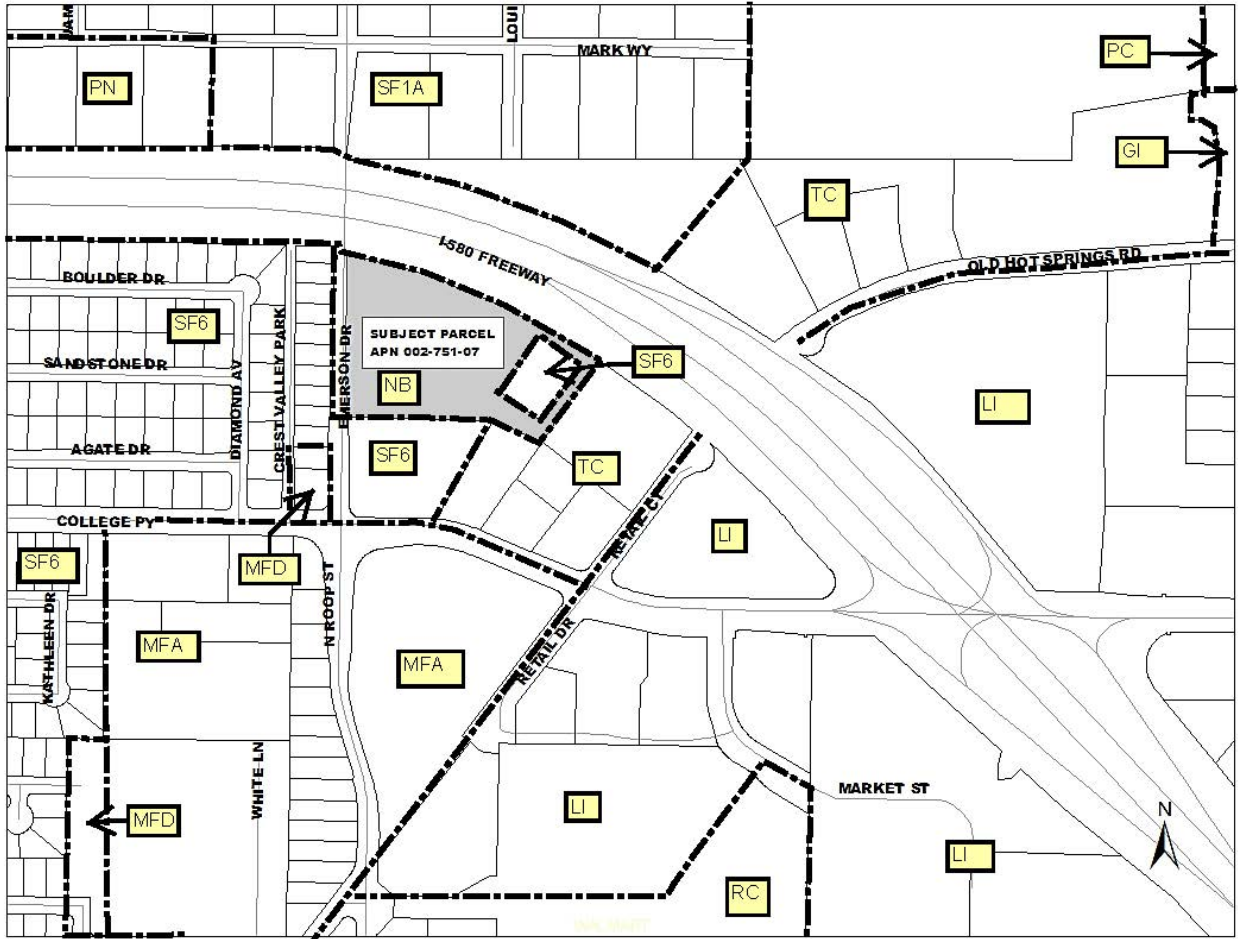 JAM
LOUI
MARK WY
PC
PN
SF1A
GI
TC
I-580 FREEWAY
OLD HOT SPRINGS RD
BOULDER DR
SF6
SUBJECT PARCEL
APN 002-751-07
SF6
SANDSTONE DR
DIAMOND AV
CREST VALLEY PARK
EMERSON DR
NB
LI
AGATE DR
SF6
TC
COLLEGE PY
RETAIL CT
LI
SF6
MFD
N ROOP ST
KATHLEEN DR
MFA
MFA
RETAIL DR
WHITE LN
MARKET ST
LI
MFD
N
LI
RC